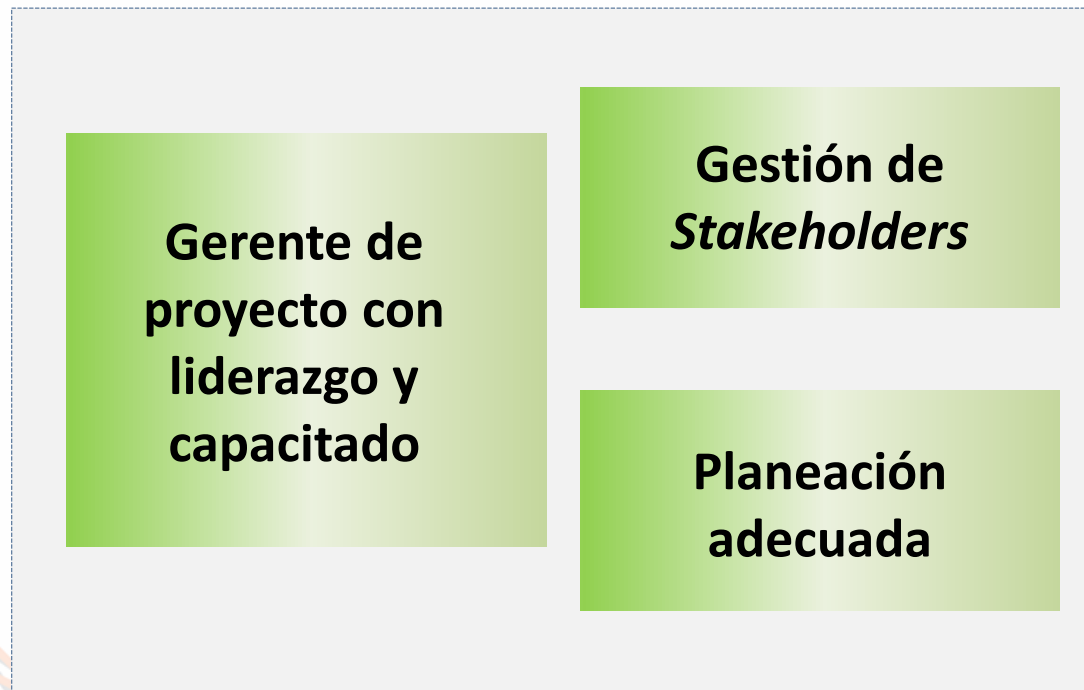 Gerente de
proyecto con
liderazgo y
capacitado
Gestión de
Stakeholders
Planeación
adecuada